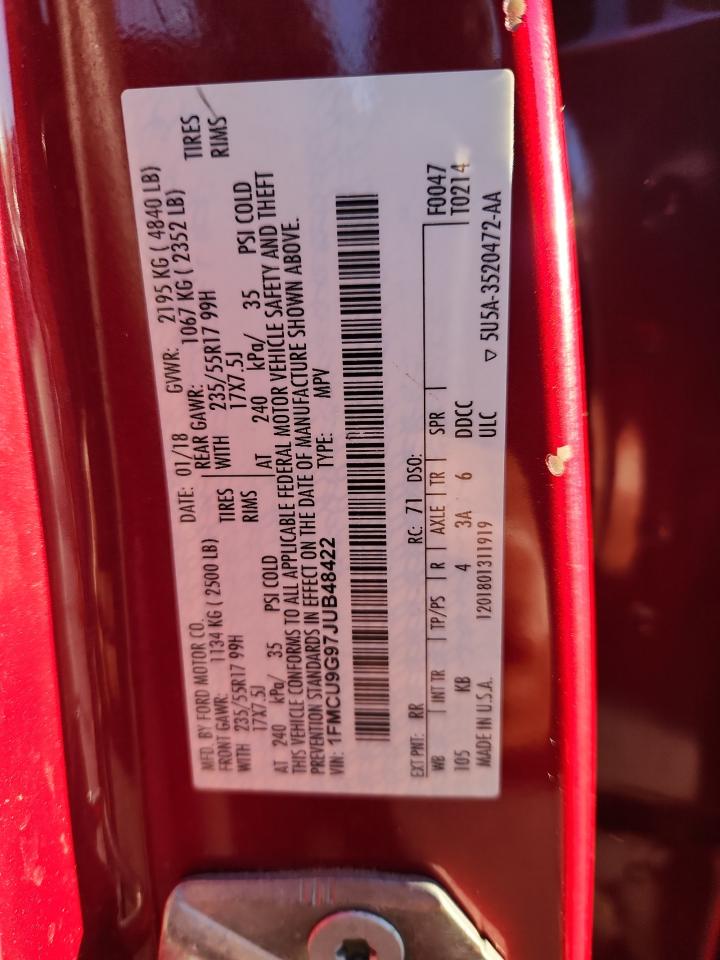 MFD. BY FORD MOTOR CO.
DATE: 01/18 GVWR: 2195 KG ( 4840 LB)
FRONT GAWR: 1134 KG ( 2500 LB) REAR GAWR: 1067 KG ( 2352 LB)
WITH 235/55R17 99H TIRES WITH 235/55R17 99H TIRES
17X7.5J RIMS 17X7.5J RIMS
AT 240 kPa/ 35 PSI COLD AT 240 kPa/ 35 PSI COLD
THIS VEHICLE CONFORMS TO ALL APPLICABLE FEDERAL MOTOR VEHICLE SAFETY AND THEFT
PREVENTION STANDARDS IN EFFECT ON THE DATE OF MANUFACTURE SHOWN ABOVE.
VIN: 1FMCU9G97JUB48422 TYPE: MPV
EXT PNT: RR RC: 71 DSO: F0047
WB INT TR TP/PS R AXLE TR SPR T0214
105 KB 4 3A 6 DDCC
MADE IN U.S.A. 1201801311919 ULC ▽ 5U5A-3520472-AA